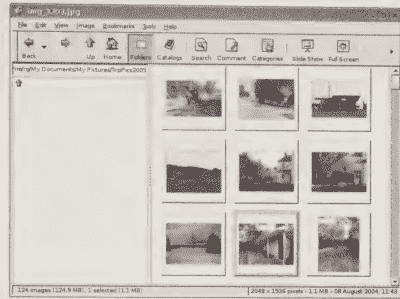 File Edit View Image Bookmarks Tools Help
Back Up Home Folders Catalogs Search Comment Categories Slide Show Full Screen
124 images (124.9 MB), 1 selected (1.1 MB)
2048 x 1536 pixels - 1.1 MB - 08 August 2004, 11:43